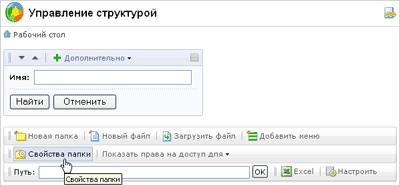 Управление структурой
Рабочий стол
Дополнительно
Имя:
Найти Отменить
Новая папка Новый файл Загрузить файл Добавить меню
Свойства папки Показать права на доступ для
Путь: OK Excel Настроить
Свойства папки